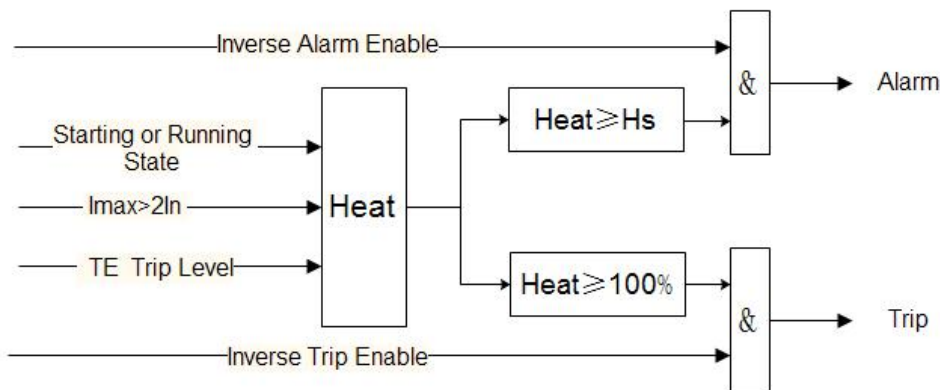 Inverse Alarm Enable
&
Alarm
Starting or Running
State
Heat≥Hs
Imax>2In
Heat
TE Trip Level
Heat≥100%
&
Trip
Inverse Trip Enable